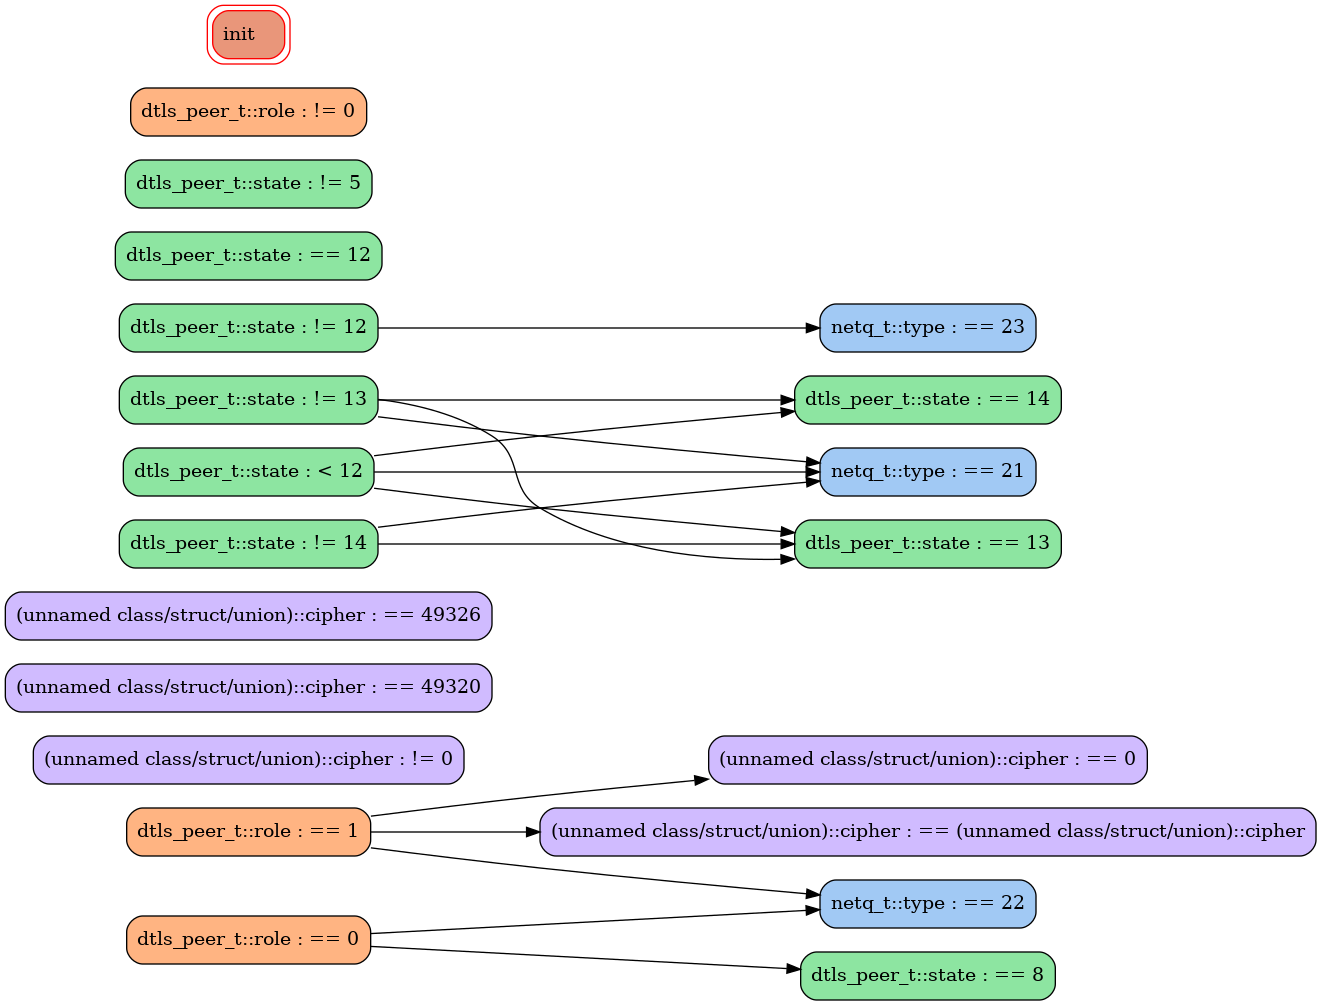 init
dtls_peer_t::role : != 0
dtls_peer_t::state : != 5
dtls_peer_t::state : == 12
dtls_peer_t::state : != 12
netq_t::type : == 23
dtls_peer_t::state : != 13
dtls_peer_t::state : == 14
dtls_peer_t::state : < 12
netq_t::type : == 21
dtls_peer_t::state : != 14
dtls_peer_t::state : == 13
(unnamed class/struct/union)::cipher : == 49326
(unnamed class/struct/union)::cipher : == 49320
(unnamed class/struct/union)::cipher : != 0
(unnamed class/struct/union)::cipher : == 0
dtls_peer_t::role : == 1
(unnamed class/struct/union)::cipher : == (unnamed class/struct/union)::cipher
netq_t::type : == 22
dtls_peer_t::role : == 0
dtls_peer_t::state : == 8